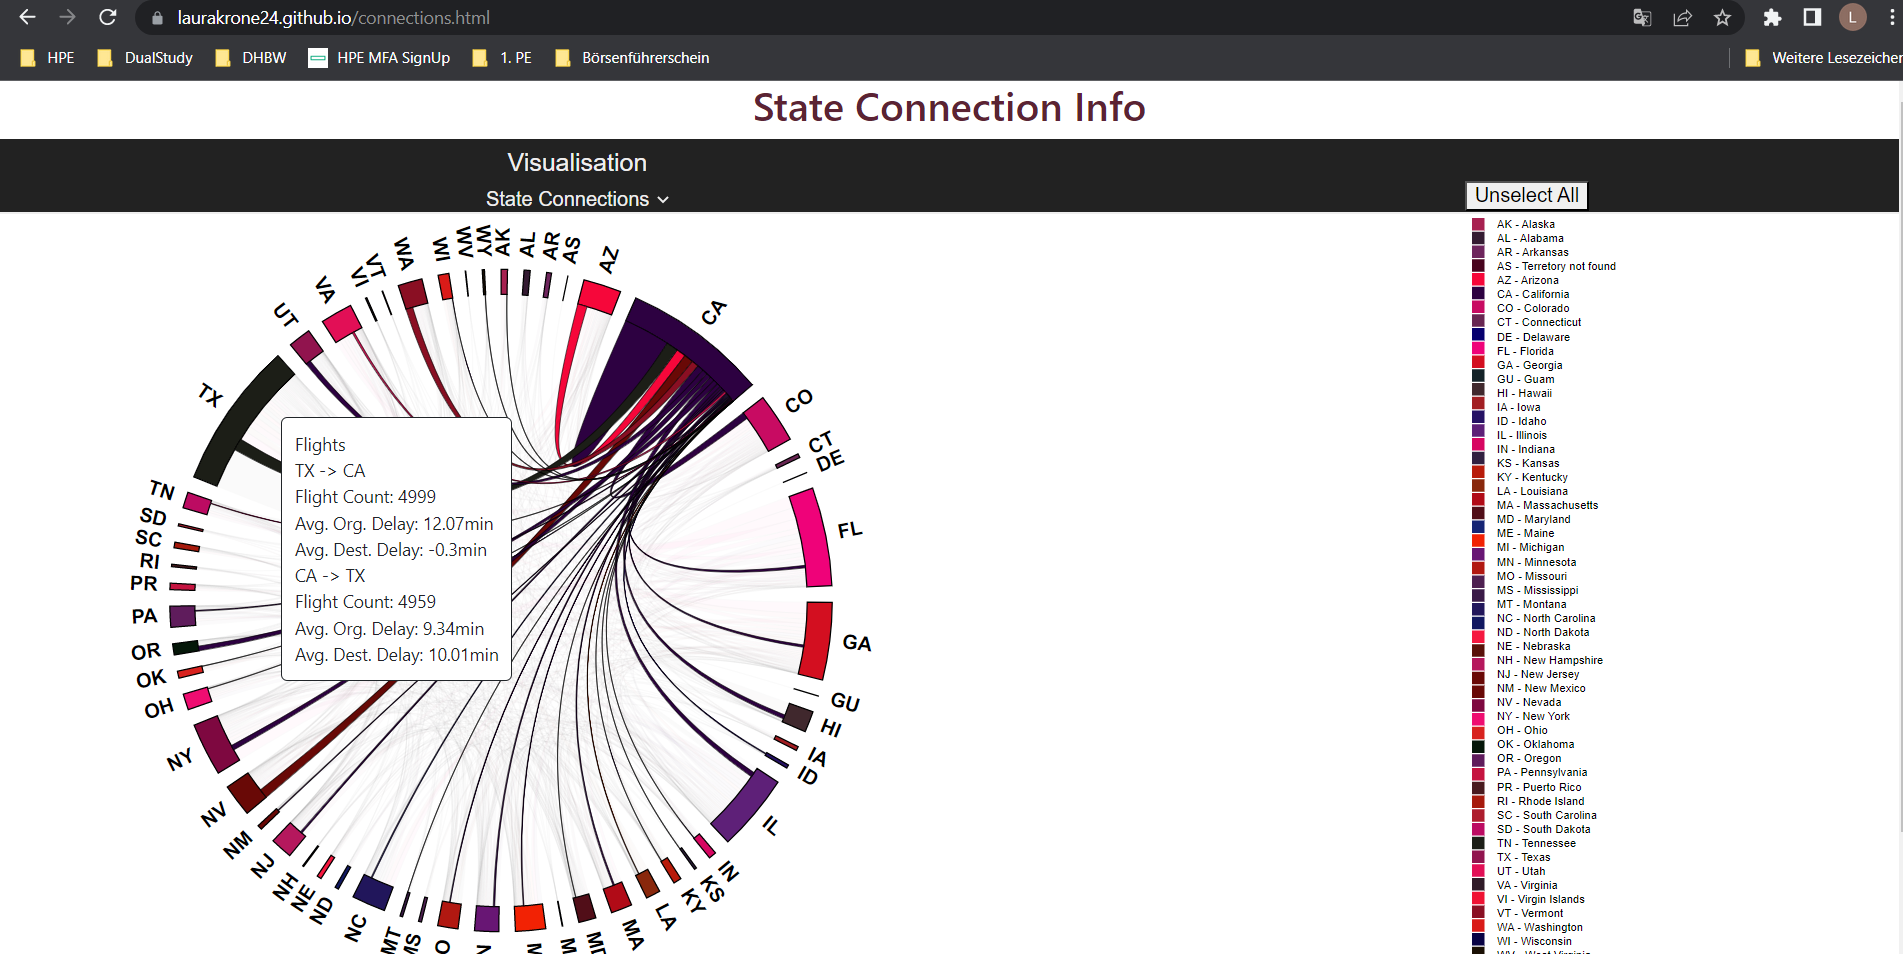 laurakrone24.github.io/connections.html
L
HPE
DualStudy
DHBW
HPE MFA SignUp
1. PE
Börsenführerschein
Weitere Lesezeichen
State Connection Info
Visualisation
State Connections
Unselect All
WA
WI
WV
WY
AK
AL
AR
AS
AZ
CA
CO
CT
DE
FL
GA
GU
HI
IA
ID
IL
IN
KS
KY
LA
MA
MS
MT
NC
ND
NE
NH
NJ
NM
NV
NY
OH
OK
OR
PA
PR
RI
SC
SD
TN
TX
UT
VA
VI
VT
Flights
TX -> CA
Flight Count: 4999
Avg. Org. Delay: 12.07min
Avg. Dest. Delay: -0.3min
CA -> TX
Flight Count: 4959
Avg. Org. Delay: 9.34min
Avg. Dest. Delay: 10.01min
AK - Alaska
AL - Alabama
AR - Arkansas
AS - Terretory not found
AZ - Arizona
CA - California
CO - Colorado
CT - Connecticut
DE - Delaware
FL - Florida
GA - Georgia
GU - Guam
HI - Hawaii
IA - Iowa
ID - Idaho
IL - Illinois
IN - Indiana
KS - Kansas
KY - Kentucky
LA - Louisiana
MA - Massachusetts
MD - Maryland
ME - Maine
MI - Michigan
MN - Minnesota
MO - Missouri
MS - Mississippi
MT - Montana
NC - North Carolina
ND - North Dakota
NE - Nebraska
NH - New Hampshire
NJ - New Jersey
NM - New Mexico
NV - Nevada
NY - New York
OH - Ohio
OK - Oklahoma
OR - Oregon
PA - Pennsylvania
PR - Puerto Rico
RI - Rhode Island
SC - South Carolina
SD - South Dakota
TN - Tennessee
TX - Texas
UT - Utah
VA - Virginia
VI - Virgin Islands
VT - Vermont
WA - Washington
WI - Wisconsin
WV - West Virginia